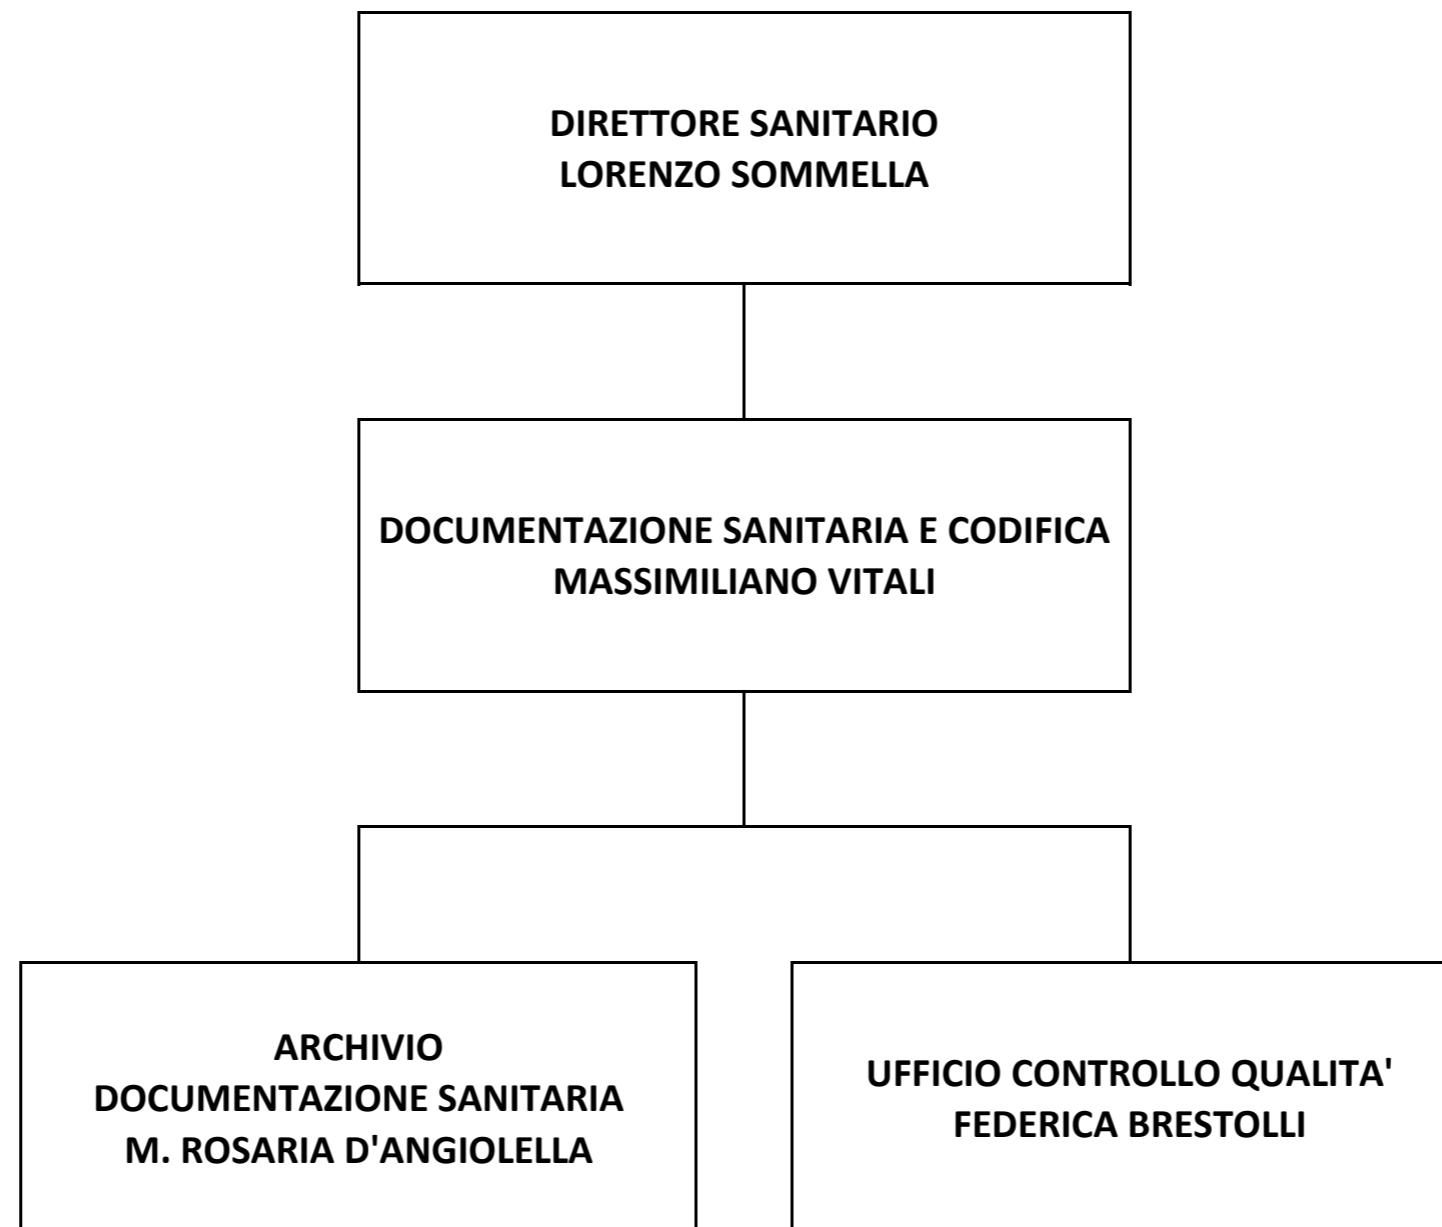 DIRETTORE SANITARIO
LORENZO SOMMELLA
DOCUMENTAZIONE SANITARIA E CODIFICA
MASSIMILIANO VITALI
ARCHIVIO
DOCUMENTAZIONE SANITARIA
M. ROSARIA D'ANGIOLELLA
UFFICIO CONTROLLO QUALITA'
FEDERICA BRESTOLLI